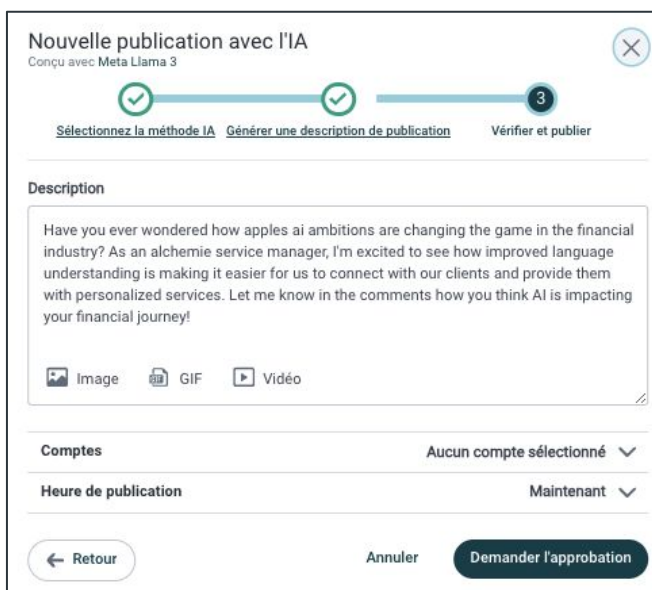 Nouvelle publication avec l'IA
Conçu avec Meta Llama 3
3
Sélectionnez la méthode IA Générer une description de publication Vérifier et publier
Description
Have you ever wondered how apples ai ambitions are changing the game in the financial
industry? As an alchemie service manager, I'm excited to see how improved language
understanding is making it easier for us to connect with our clients and provide them
with personalized services. Let me know in the comments how you think AI is impacting
your financial journey!
Image GIF Vidéo
Comptes Aucun compte sélectionné
Heure de publication Maintenant
Retour Annuler Demander l'approbation